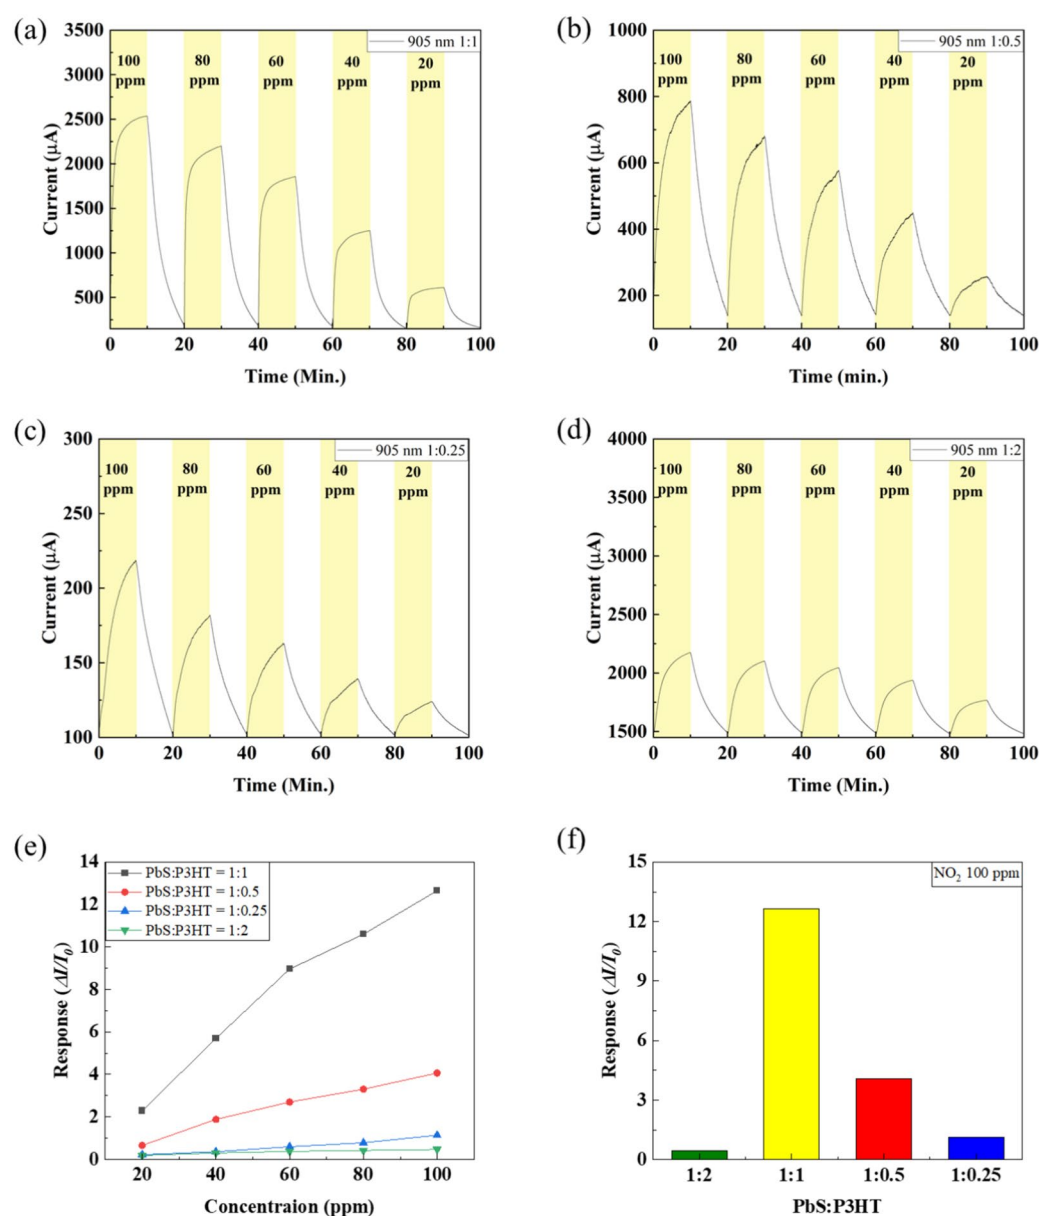 (a)
905 nm 1:1
100 ppm
80 ppm
60 ppm
40 ppm
20 ppm
3500
3000
2500
2000
1500
1000
500
Current (μA)
0 20 40 60 80 100
Time (Min.)
(b)
905 nm 1:0.5
100 ppm
80 ppm
60 ppm
40 ppm
20 ppm
1000
800
600
400
200
Current (μA)
0 20 40 60 80 100
Time (min.)
(c)
905 nm 1:0.25
100 ppm
80 ppm
60 ppm
40 ppm
20 ppm
300
250
200
150
100
Current (μA)
0 20 40 60 80 100
Time (Min.)
(d)
905 nm 1:2
100 ppm
80 ppm
60 ppm
40 ppm
20 ppm
4000
3500
3000
2500
2000
1500
Current (μA)
0 20 40 60 80 100
Time (Min.)
(e)
PbS:P3HT = 1:1
PbS:P3HT = 1:0.5
PbS:P3HT = 1:0.25
PbS:P3HT = 1:2
14
12
10
8
6
4
2
0
Response (ΔI/I₀)
20 40 60 80 100
Concentraion (ppm)
(f)
NO₂ 100 ppm
15
12
9
6
3
0
Response (ΔI/I₀)
1:2 1:1 1:0.5 1:0.25
PbS:P3HT